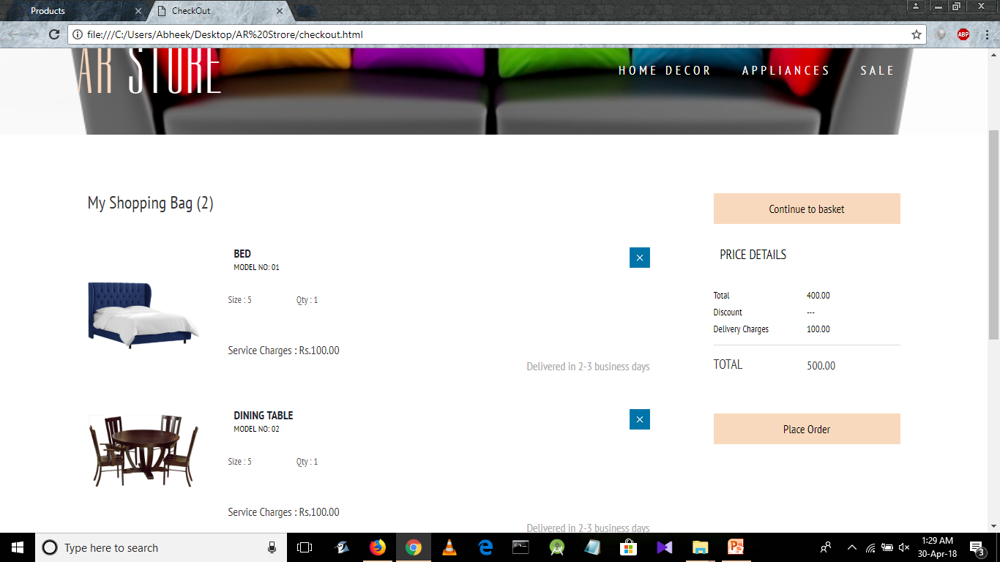 Products
CheckOut
file:///C:/Users/Abheek/Desktop/AR%20Strore/checkout.html
ABP
AR STORE
HOME DECOR APPLIANCES SALE
My Shopping Bag (2)
Continue to basket
BED
MODEL NO: 01
PRICE DETAILS
Size : 5 Qty : 1
Total 400.00
Discount ---
Delivery Charges 100.00
Service Charges : Rs.100.00
Delivered in 2-3 business days
TOTAL 500.00
DINING TABLE
MODEL NO: 02
Place Order
Size : 5 Qty : 1
Service Charges : Rs.100.00
Delivered in 2-3 business days
Type here to search
1:29 AM
30-Apr-18
3